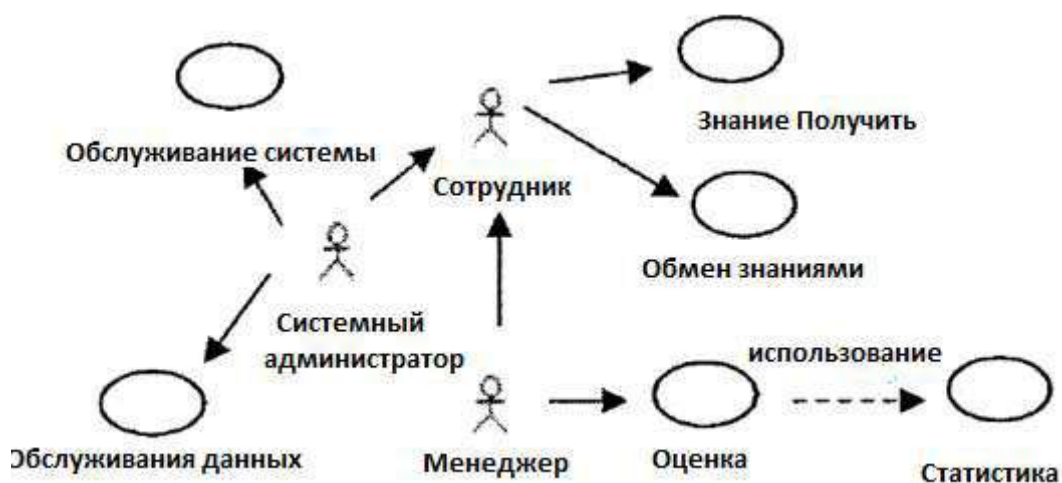 Знание Получить
Обслуживание системы
Сотрудник
Обмен знаниями
Системный
администратор
использование
Обслуживания данных
Менеджер
Оценка
Статистика